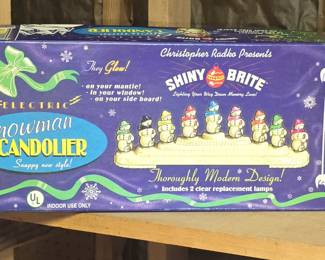 CANDOLIER
Christopher Radko Presents
They Glow!
SHINY BRITE
· on your mantle!
· in your window!
· on your side board!
Lighting Your Way Down Memory Lane!
ELECTRIC
nowman
CANDOLIER
Snappy new style!
Thoroughly Modern Design!
Includes 2 clear replacement lamps
UL
INDOOR USE ONLY